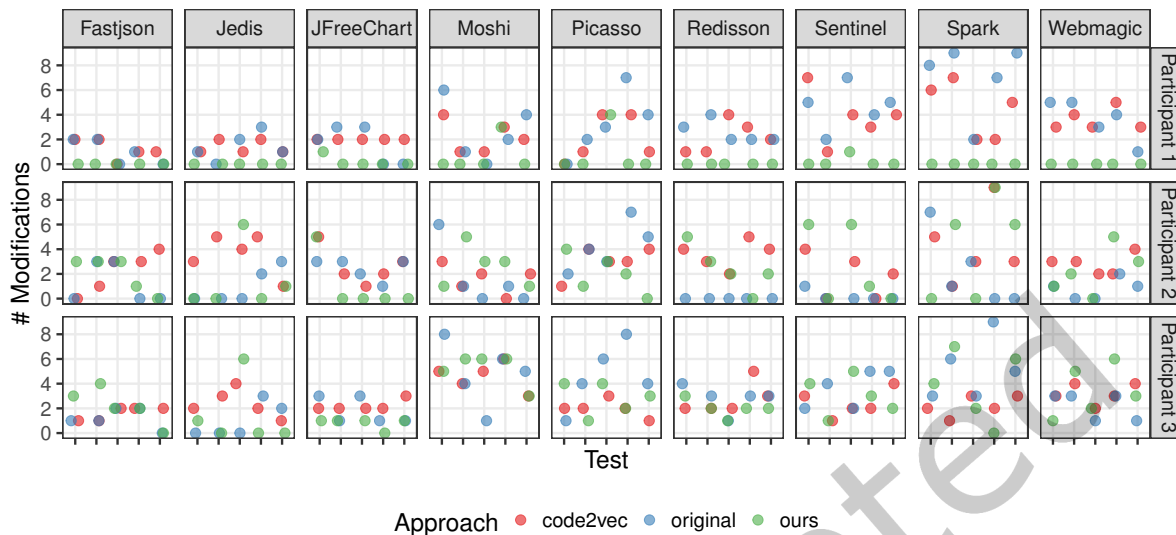 Fastjson Jedis JFreeChart Moshi Picasso Redisson Sentinel Spark Webmagic
# Modifications
8
6
4
2
0
Participant 1
8
6
4
2
0
Participant 2
8
6
4
2
0
Participant 3
Test
Approach code2vec original ours